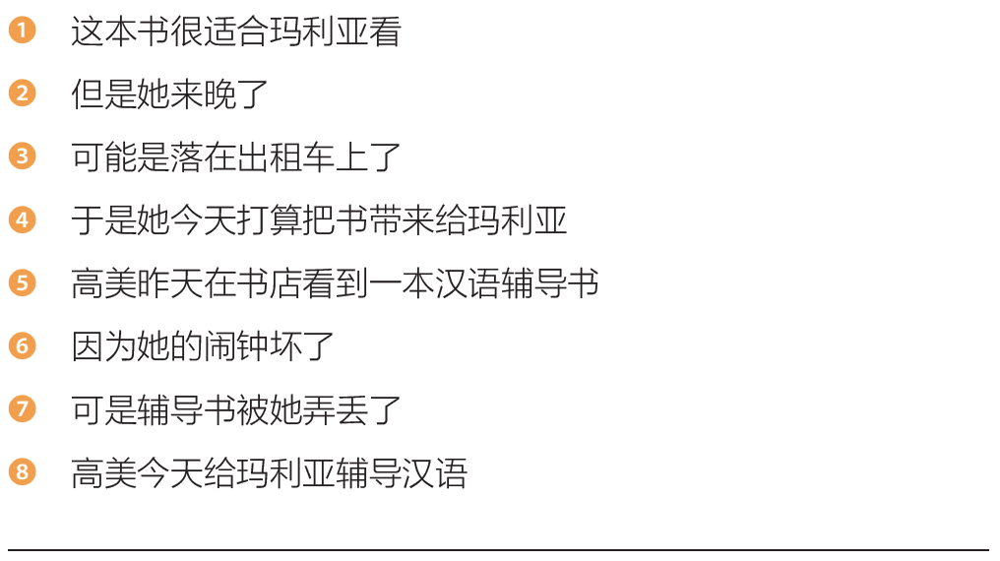 1 这本书很适合玛利亚看
2 但是她来晚了
3 可能是落在出租车上了
4 于是她今天打算把书带来给玛利亚
5 高美昨天在书店看到一本汉语辅导书
6 因为她的闹钟坏了
7 可是辅导书被她弄丢了
8 高美今天给玛利亚辅导汉语